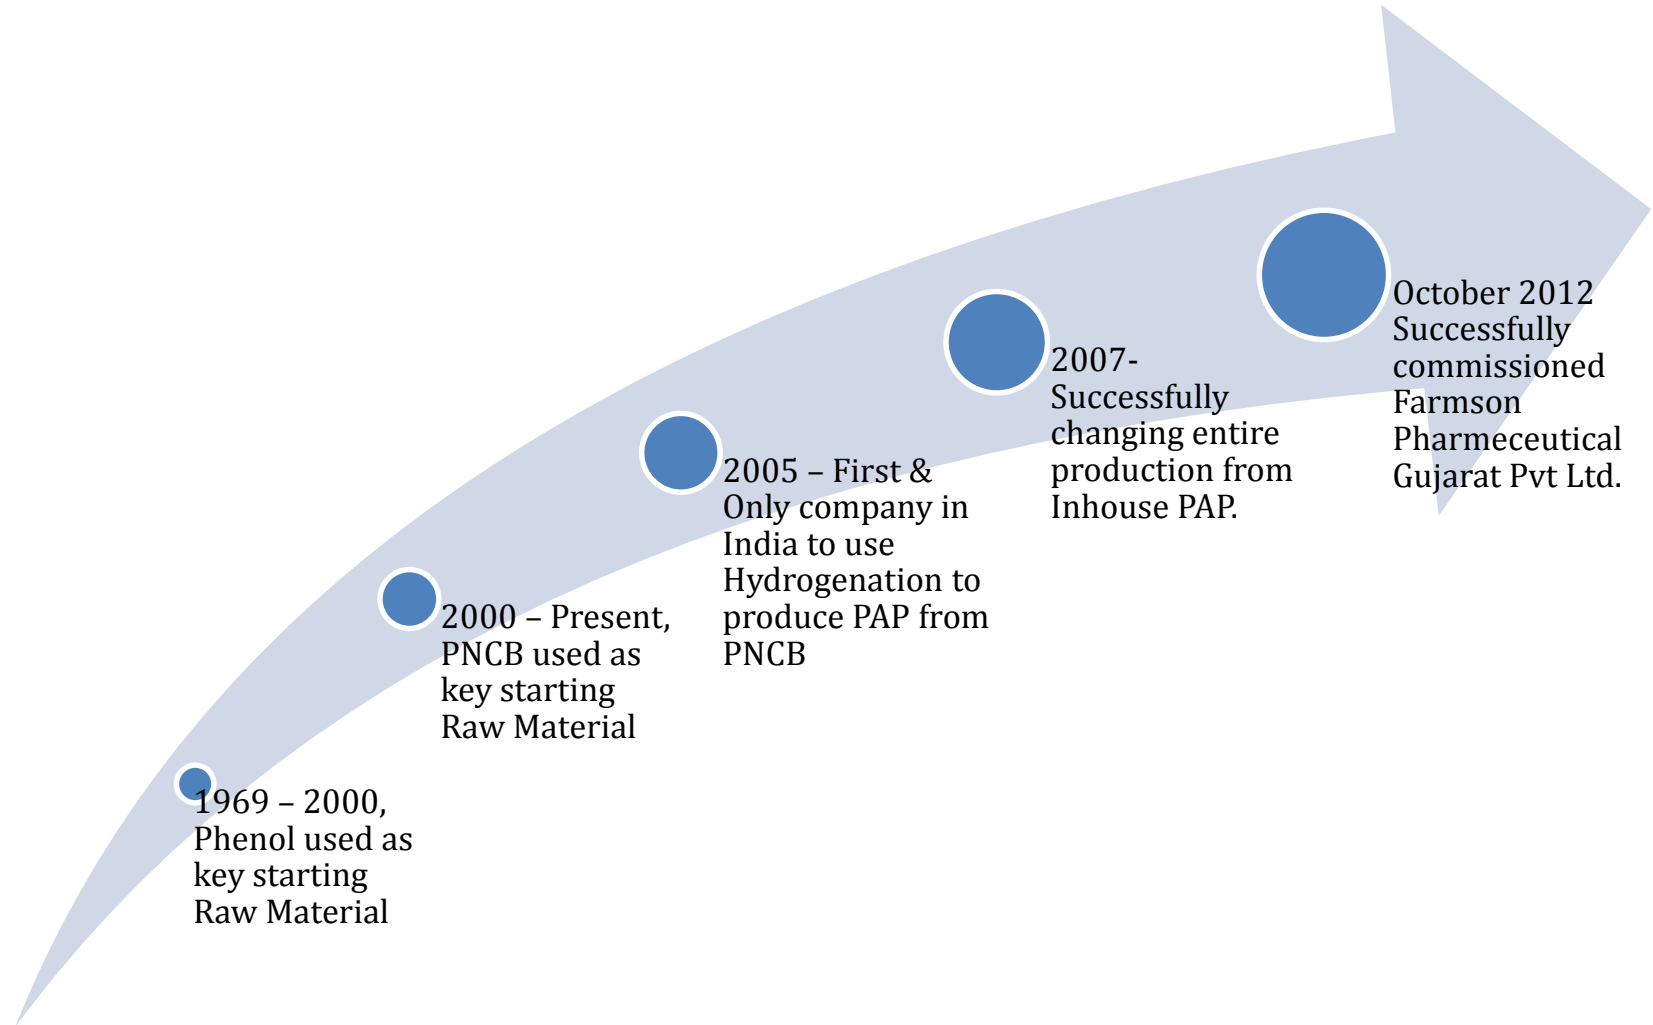 1969 – 2000,
Phenol used as
key starting
Raw Material
2000 – Present,
PNCB used as
key starting
Raw Material
2005 – First &
Only company in
India to use
Hydrogenation to
produce PAP from
PNCB
2007-
Successfully
changing entire
production from
Inhouse PAP.
October 2012
Successfully
commissioned
Farmson
Pharmeceutical
Gujarat Pvt Ltd.